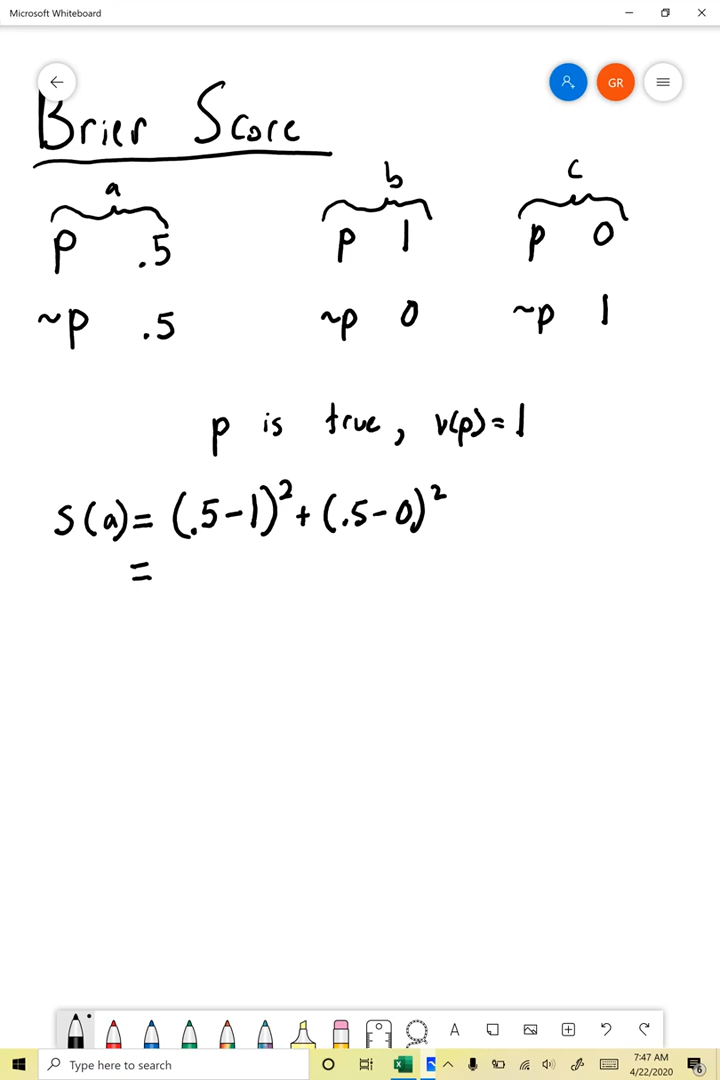 Microsoft Whiteboard
GR
Brier Score
a b c
p .5 p 1 p 0
~p .5 ~p 0 ~p 1
p is true, v(p)=1
S(a)= (.5-1)²+(.5-0)²
=
A
Type here to search
7:47 AM
4/22/2020
6